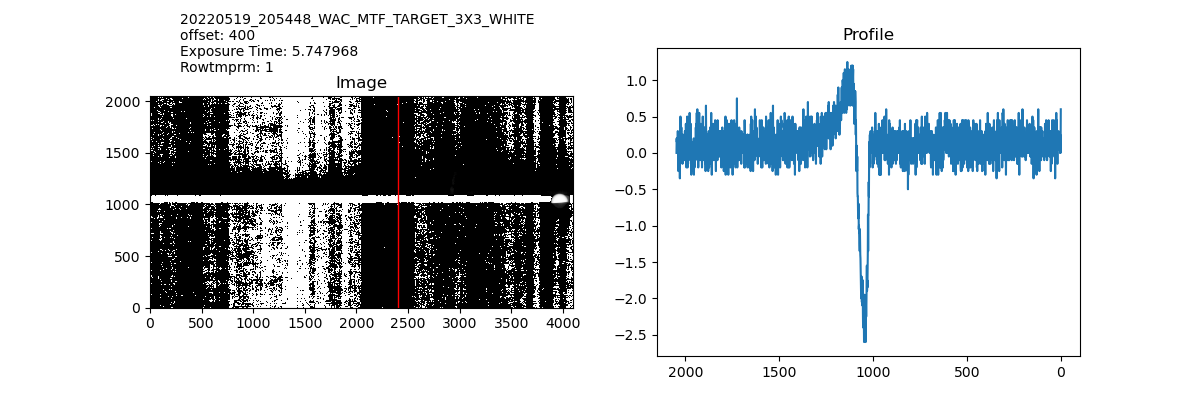 20220519_205448_WAC_MTF_TARGET_3X3_WHITE
offset: 400
Exposure Time: 5.747968
Rowtmprm: 1
Image
2000
1500
1000
500
0
0 500 1000 1500 2000 2500 3000 3500 4000
Profile
1.0
0.5
0.0
−0.5
−1.0
−1.5
−2.0
−2.5
2000 1500 1000 500 0